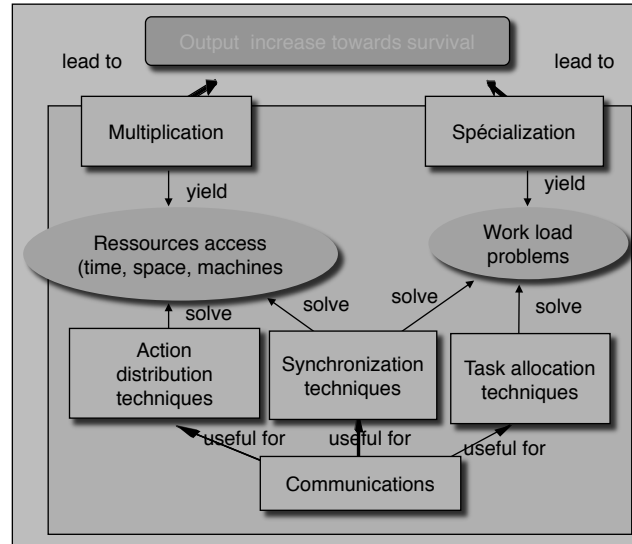 Output increase towards survival
lead to
lead to
Multiplication
Spécialization
yield
yield
Ressources access
(time, space, machines
Work load
problems
solve
solve
solve
solve
Action
distribution
techniques
Synchronization
techniques
Task allocation
techniques
useful for
useful for
useful for
Communications